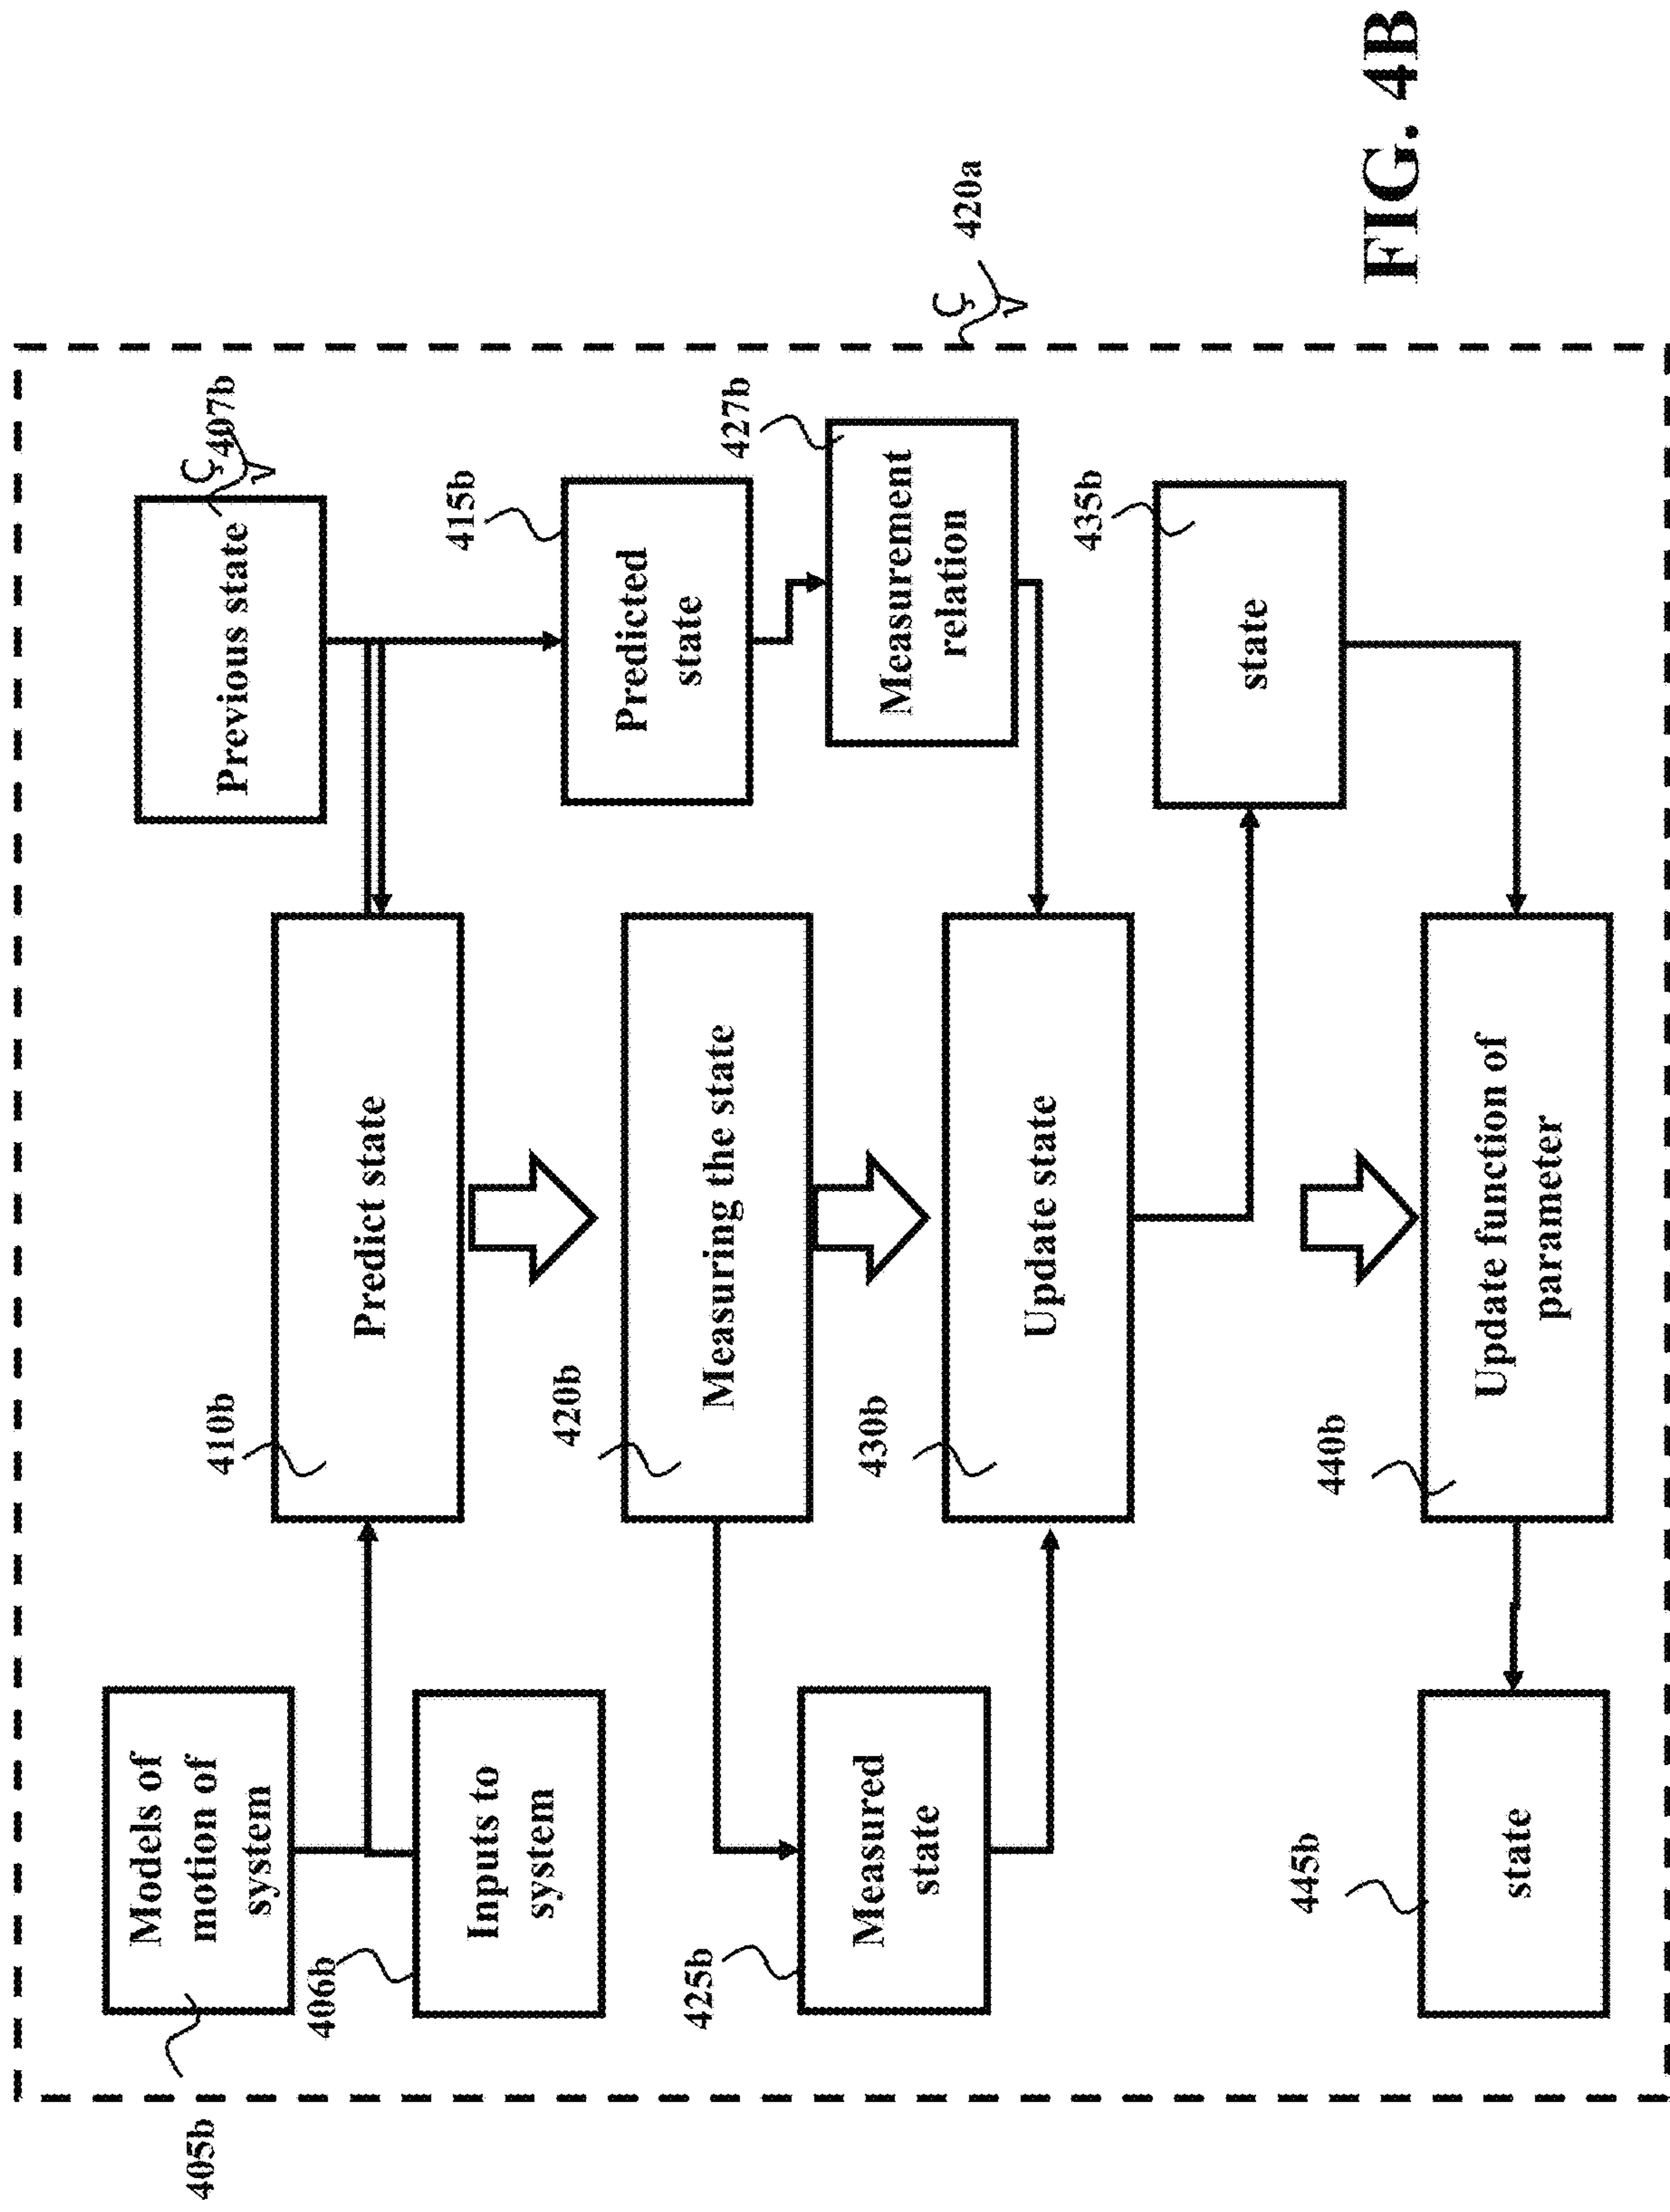 405b
Models of
motion of
system
410b
Predict state
Previous state
407b
406b
Inputs to
system
415b
Predicted
state
420b
Measuring the state
427b
Measurement
relation
425b
Measured
state
430b
Update state
420a
435b
state
445b
state
440b
Update function of
parameter
FIG. 4B